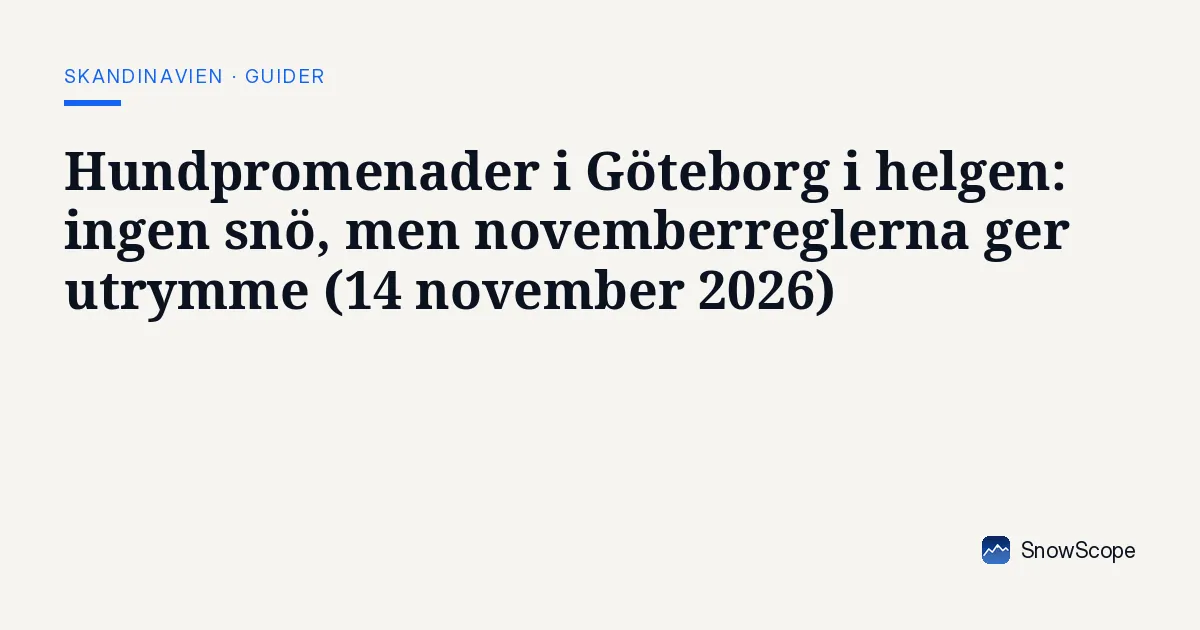 SKANDINAVIEN · GUIDER
Hundpromenader i Göteborg i helgen:
ingen snö, men novemberreglerna ger
utrymme (14 november 2026)
SnowScope